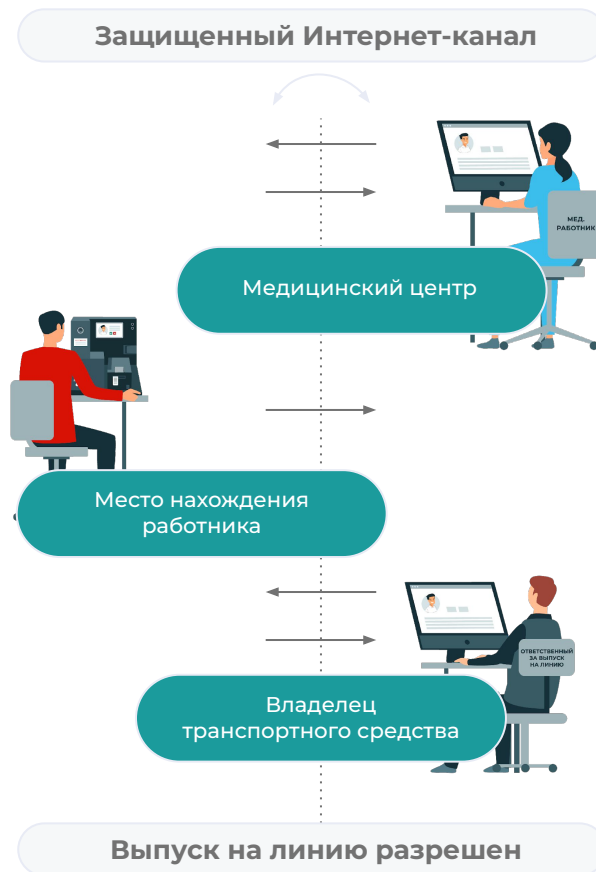 Защищенный Интернет-канал
МЕД.
РАБОТНИК
Медицинский центр
Место нахождения
работника
ОТВЕТСТВЕННЫЙ
ЗА ВЫПУСК
НА ЛИНИЮ
Владелец
транспортного средства
Выпуск на линию разрешен